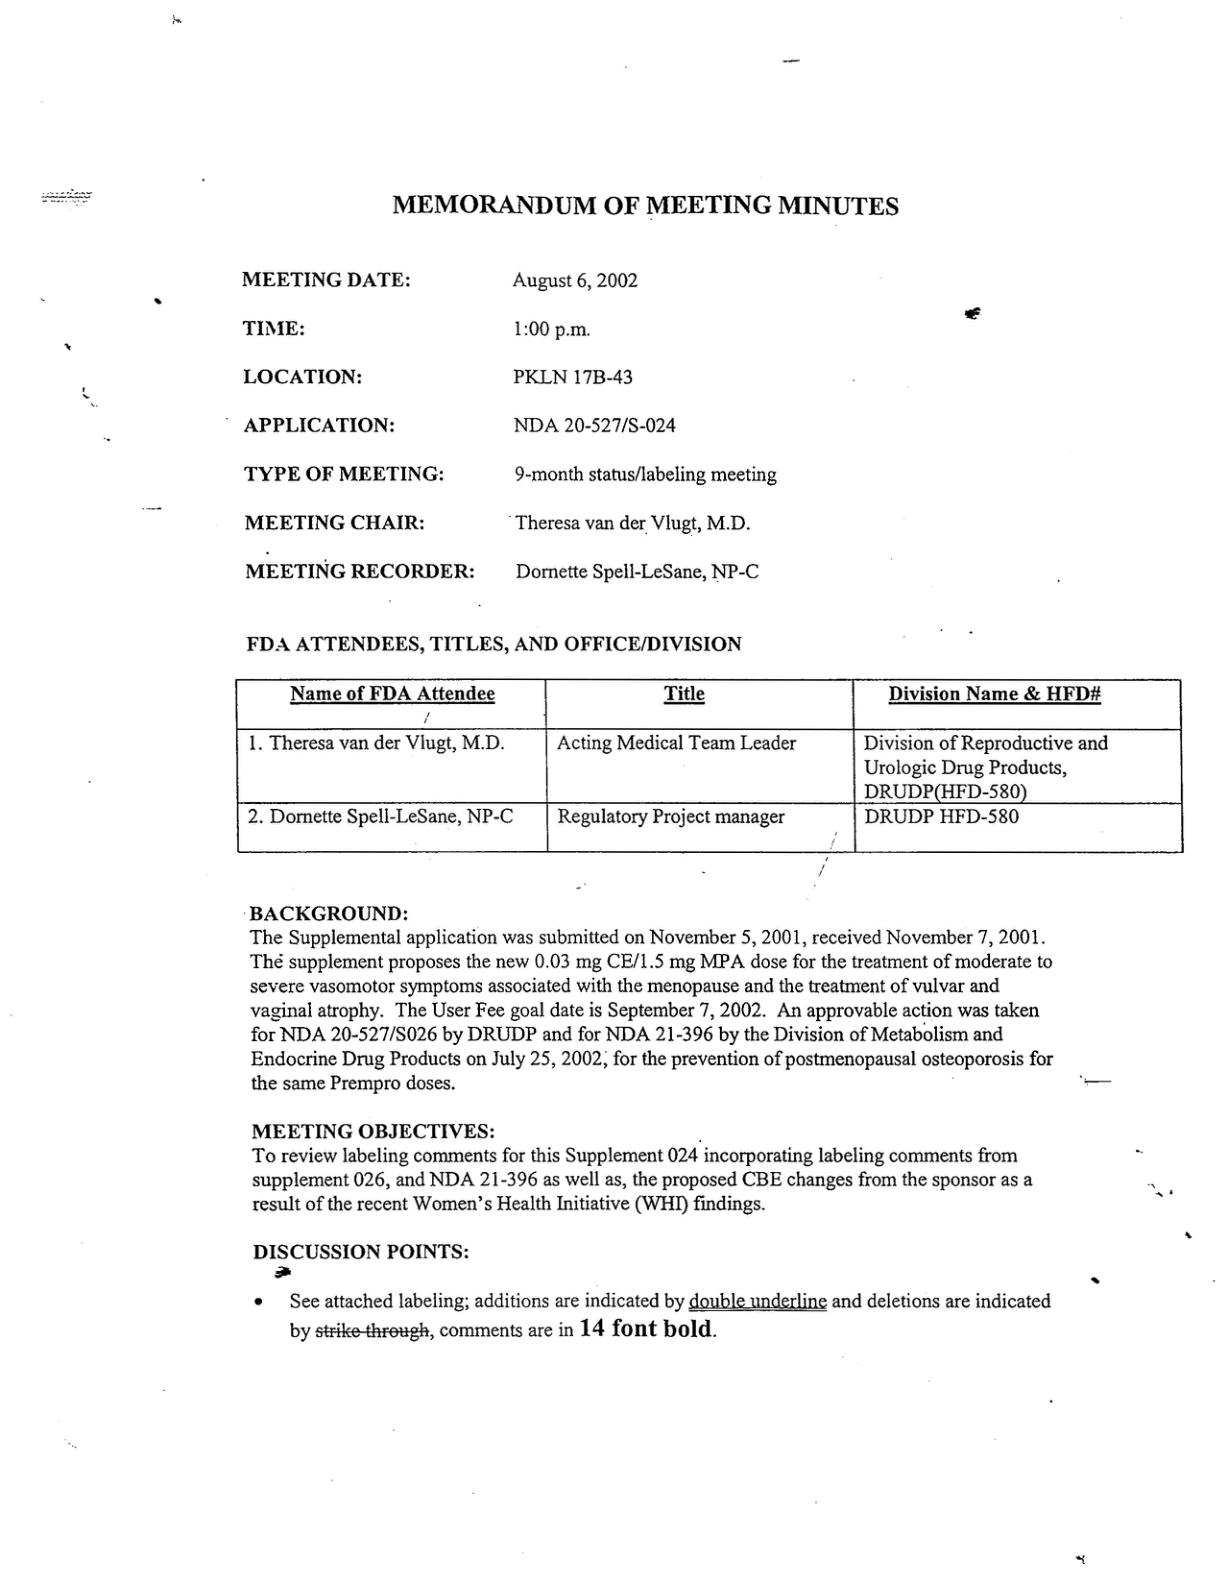 MEMORANDUM OF MEETING MINUTES
MEETING DATE: August 6, 2002
TIME: 1:00 p.m.
LOCATION: PKLN 17B-43
APPLICATION: NDA 20-527/S-024
TYPE OF MEETING: 9-month status/labeling meeting
MEETING CHAIR: Theresa van der Vlugt, M.D.
MEETING RECORDER: Dornette Spell-LeSane, NP-C
FDA ATTENDEES, TITLES, AND OFFICE/DIVISION
Name of FDA Attendee Title Division Name & HFD#
1. Theresa van der Vlugt, M.D. Acting Medical Team Leader Division of Reproductive and
Urologic Drug Products,
DRUDP(HFD-580)
2. Dornette Spell-LeSane, NP-C Regulatory Project manager DRUDP HFD-580
BACKGROUND:
The Supplemental application was submitted on November 5, 2001, received November 7, 2001.
The supplement proposes the new 0.03 mg CE/1.5 mg MPA dose for the treatment of moderate to
severe vasomotor symptoms associated with the menopause and the treatment of vulvar and
vaginal atrophy. The User Fee goal date is September 7, 2002. An approvable action was taken
for NDA 20-527/S026 by DRUDP and for NDA 21-396 by the Division of Metabolism and
Endocrine Drug Products on July 25, 2002, for the prevention of postmenopausal osteoporosis for
the same Prempro doses.
MEETING OBJECTIVES:
To review labeling comments for this Supplement 024 incorporating labeling comments from
supplement 026, and NDA 21-396 as well as, the proposed CBE changes from the sponsor as a
result of the recent Women's Health Initiative (WHI) findings.
DISCUSSION POINTS:
• See attached labeling; additions are indicated by double underline and deletions are indicated
by strike through, comments are in 14 font bold.